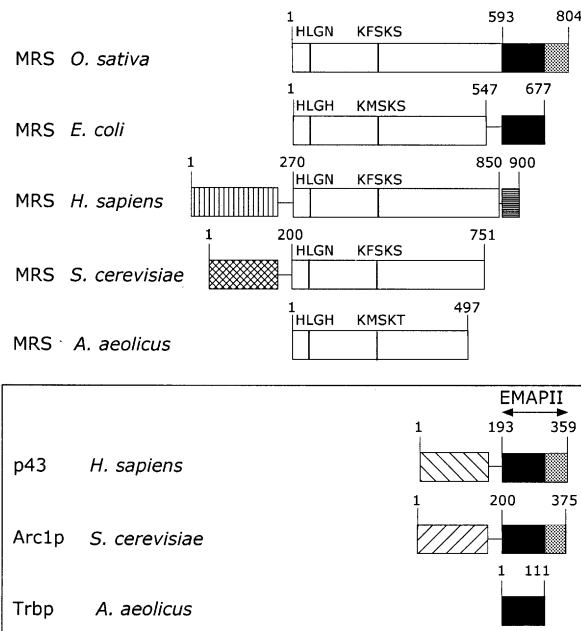 1 593 804
HLGN KFSKS
MRS O. sativa
1 547 677
HLGH KMSKS
MRS E. coli
1 270 850 900
HLGN KFSKS
MRS H. sapiens
1 200 751
HLGN KFSKS
MRS S. cerevisiae
1 497
HLGH KMSKT
MRS A. aeolicus
EMAPII
1 193 359
p43 H. sapiens
1 200 375
Arc1p S. cerevisiae
1 111
Trbp A. aeolicus